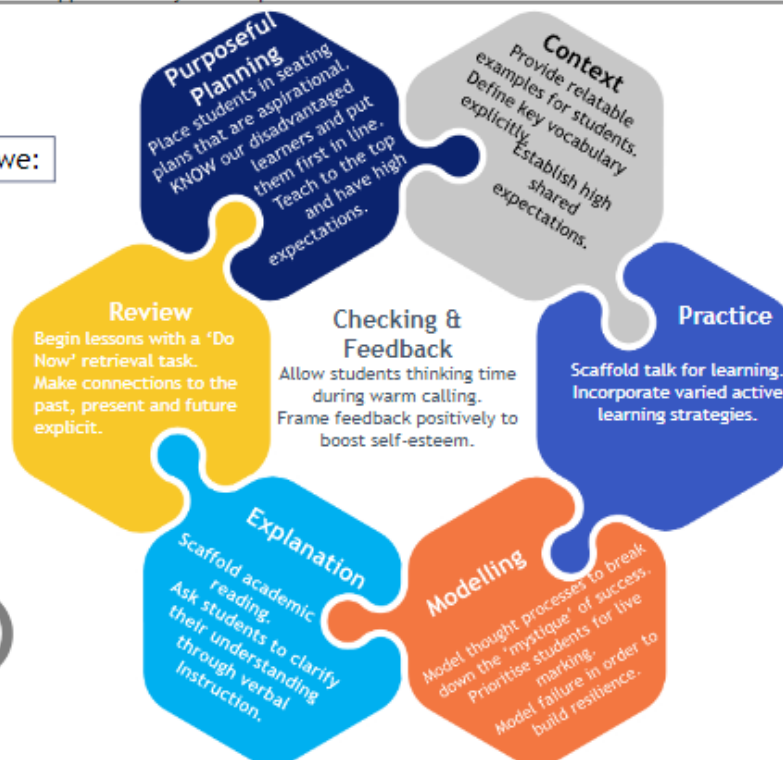 we:
Purposeful
Planning
Place students in seating
plans that are aspirational.
KNOW our disadvantaged
learners and put
them first in line.
Teach to the top
and have high
expectations.
Context
Provide relatable
examples for students.
Define key vocabulary
explicitly.
Establish high
shared
expectations.
Review
Begin lessons with a ‘Do
Now’ retrieval task.
Make connections to the
past, present and future
explicit.
Checking &
Feedback
Allow students thinking time
during warm calling.
Frame feedback positively to
boost self-esteem.
Practice
Scaffold talk for learning.
Incorporate varied active
learning strategies.
Explanation
Scaffold academic
reading.
Ask students to clarify
their understanding
through verbal
Instruction.
Modelling
Model thought processes to break
down the ‘mystique’ of success.
Prioritise students for live
marking.
Model failure in order to
build resilience.